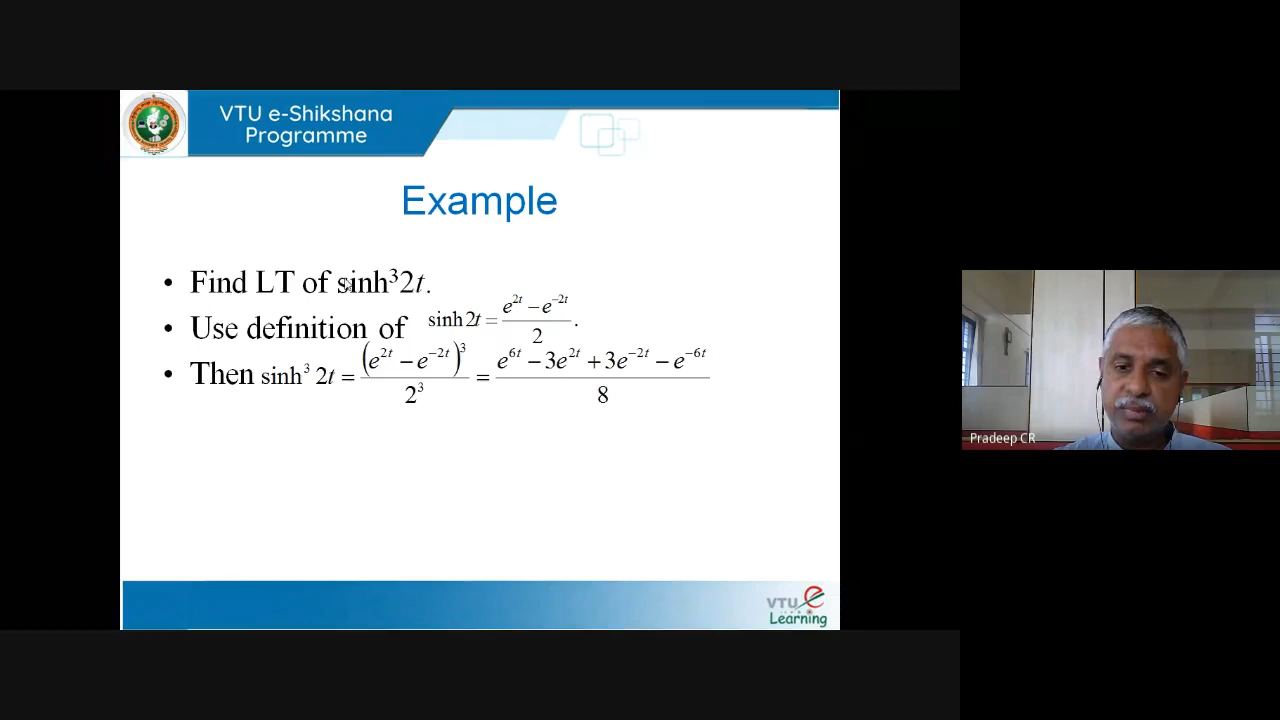 VTU e-Shikshana
Programme
Example
• Find LT of sinh³2t.
• Use definition of sinh 2t = (e^{2t} − e^{−2t})/2.
• Then sinh³ 2t = (e^{2t} − e^{−2t})³/2³ = (e^{6t} − 3e^{2t} + 3e^{−2t} − e^{−6t})/8
Pradeep CR
VTU e
Learning